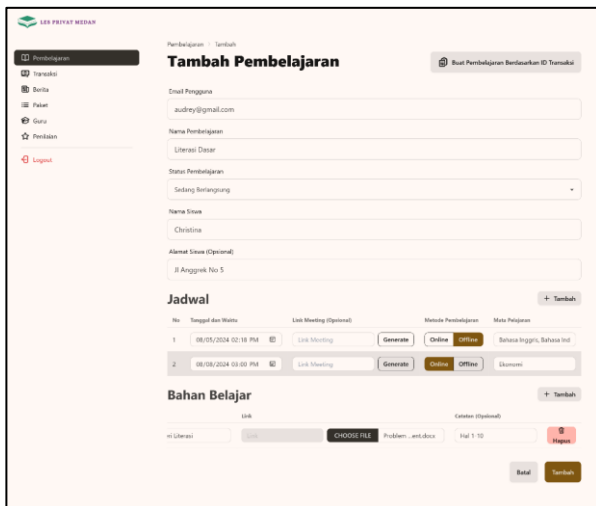 LES PRIVAT MEDAN
Pembelajaran
Transaksi
Berita
Paket
Guru
Penilaian
Logout
Pembelajaran > Tambah
Tambah Pembelajaran
Buat Pembelajaran Berdasarkan ID Transaksi
Email Pengguna
audrey@gmail.com
Nama Pembelajaran
Literasi Dasar
Status Pembelajaran
Sedang Berlangsung
Nama Siswa
Christina
Alamat Siswa (Opsional)
Jl Anggrek No 5
Jadwal
+ Tambah
No Tanggal dan Waktu Link Meeting (Opsional) Metode Pembelajaran Mata Pelajaran
1 08/05/2024 02:18 PM Link Meeting Generate Online Offline Bahasa Inggris, Bahasa Ind
2 08/08/2024 03:00 PM Link Meeting Generate Online Offline Ekonomi
Bahan Belajar
+ Tambah
Link Catatan (Opsional)
ri Literasi Link CHOOSE FILE Problem ...ent.docx Hal 1-10 Hapus
Batal Tambah